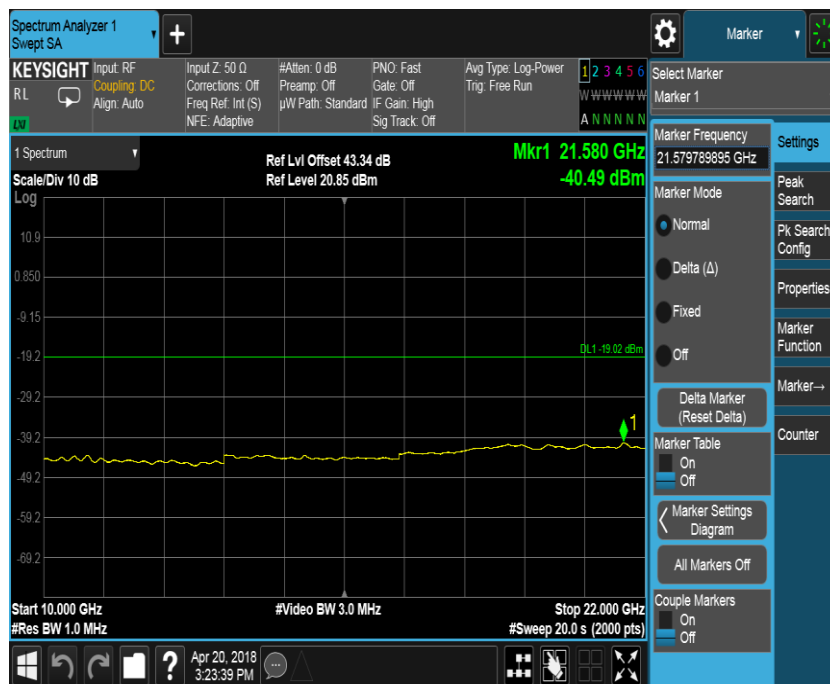 Spectrum Analyzer 1
Swept SA
+
Marker
KEYSIGHT
RL
LXI
Input: RF
Coupling: DC
Align: Auto
Input Z: 50 Ω
Corrections: Off
Freq Ref: Int (S)
NFE: Adaptive
#Atten: 0 dB
Preamp: Off
µW Path: Standard
PNO: Fast
Gate: Off
IF Gain: High
Sig Track: Off
Avg Type: Log-Power
Trig: Free Run
1 2 3 4 5 6
W W W W W W
A N N N N N
Select Marker
Marker 1
1 Spectrum
Scale/Div 10 dB
Log
Ref Lvl Offset 43.34 dB
Ref Level 20.85 dBm
Mkr1 21.580 GHz
-40.49 dBm
10.9
0.850
-9.15
-19.2
-29.2
-39.2
-49.2
-59.2
-69.2
DL1 -19.02 dBm
1
Start 10.000 GHz
#Res BW 1.0 MHz
#Video BW 3.0 MHz
Stop 22.000 GHz
#Sweep 20.0 s (2000 pts)
Marker Frequency
21.579789895 GHz
Marker Mode
Normal
Delta (Δ)
Fixed
Off
Delta Marker
(Reset Delta)
Marker Table
On
Off
Marker Settings
Diagram
All Markers Off
Couple Markers
On
Off
Settings
Peak
Search
Pk Search
Config
Properties
Marker
Function
Marker→
Counter
?
Apr 20, 2018
3:23:39 PM